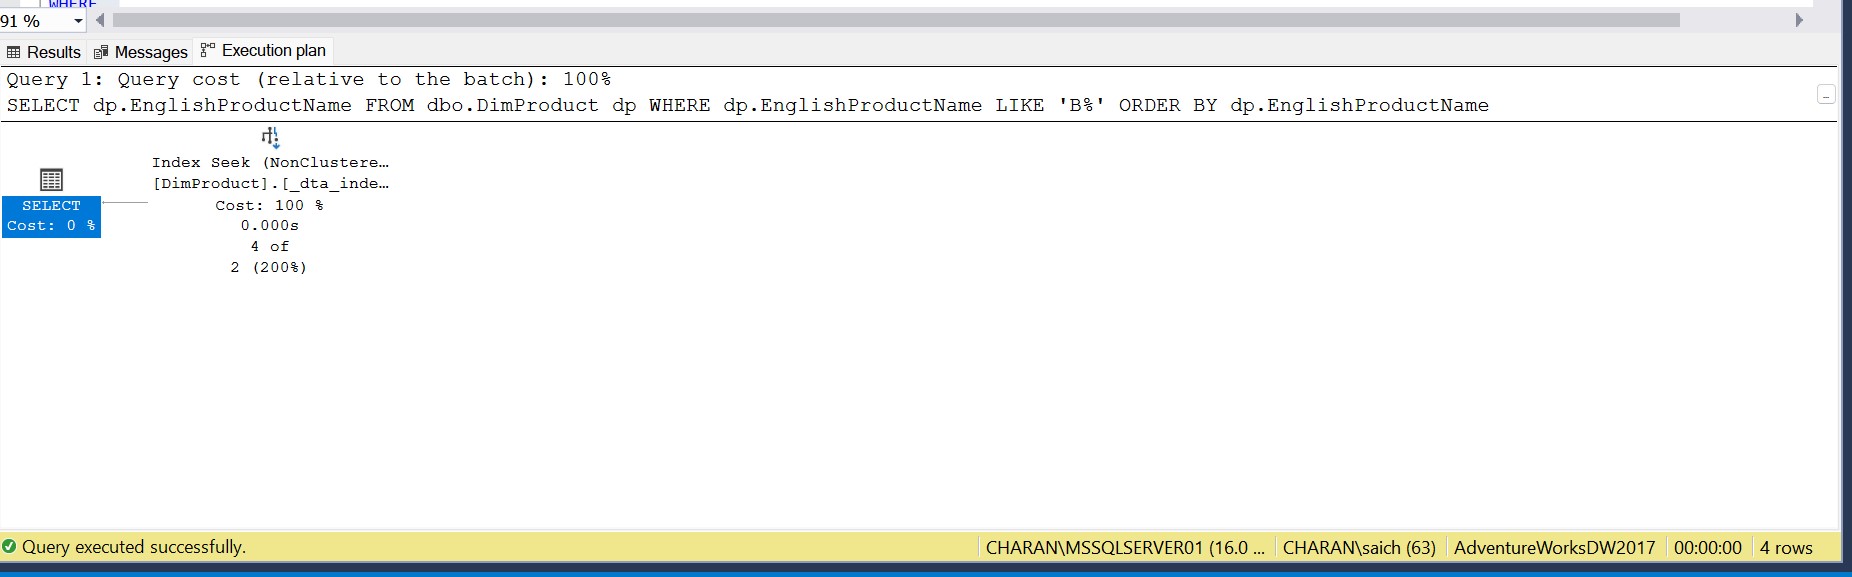 WHERE
91 %
Results Messages Execution plan
Query 1: Query cost (relative to the batch): 100%
SELECT dp.EnglishProductName FROM dbo.DimProduct dp WHERE dp.EnglishProductName LIKE 'B%' ORDER BY dp.EnglishProductName
...
Index Seek (NonClustere…
[DimProduct].[_dta_inde…
SELECT
Cost: 0 %
Cost: 100 %
0.000s
4 of
2 (200%)
Query executed successfully.
CHARAN\MSSQLSERVER01 (16.0 ... CHARAN\saich (63) AdventureWorksDW2017 00:00:00 4 rows